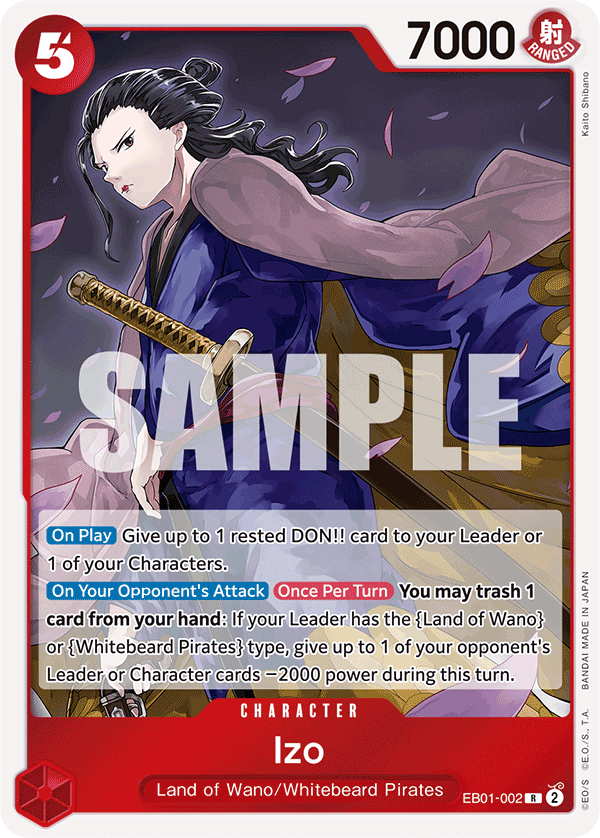 5
7000
射
RANGED
Kaito Shibano
SAMPLE
On Play Give up to 1 rested DON!! card to your Leader or
1 of your Characters.
On Your Opponent's Attack Once Per Turn You may trash 1
card from your hand: If your Leader has the {Land of Wano}
or {Whitebeard Pirates} type, give up to 1 of your opponent's
Leader or Character cards −2000 power during this turn.
CHARACTER
Izo
Land of Wano/Whitebeard Pirates
EB01-002 R 2
©E.O/S ©E.O./S., T.A. BANDAI MADE IN JAPAN